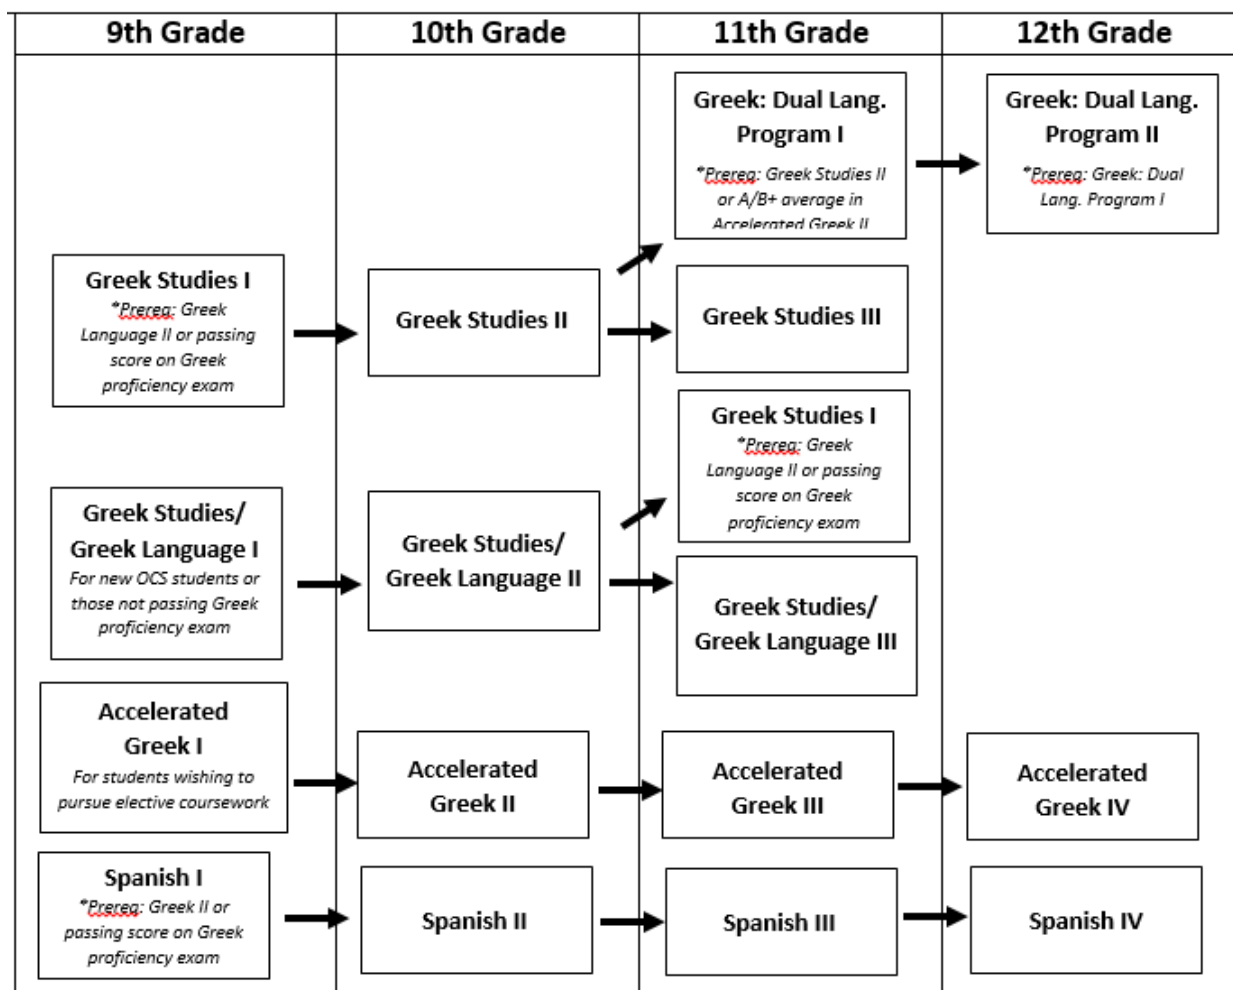 9th Grade
10th Grade
11th Grade
12th Grade
Greek: Dual Lang.
Program I
*Prereq: Greek Studies II
or A/B+ average in
Accelerated Greek II
Greek: Dual Lang.
Program II
*Prereq: Greek: Dual
Lang. Program I
Greek Studies I
*Prereq: Greek
Language II or passing
score on Greek
proficiency exam
Greek Studies II
Greek Studies III
Greek Studies I
*Prereq: Greek
Language II or passing
score on Greek
proficiency exam
Greek Studies/
Greek Language I
For new OCS students or
those not passing Greek
proficiency exam
Greek Studies/
Greek Language II
Greek Studies/
Greek Language III
Accelerated
Greek I
For students wishing to
pursue elective coursework
Accelerated
Greek II
Accelerated
Greek III
Accelerated
Greek IV
Spanish I
*Prereq: Greek II or
passing score on Greek
proficiency exam
Spanish II
Spanish III
Spanish IV